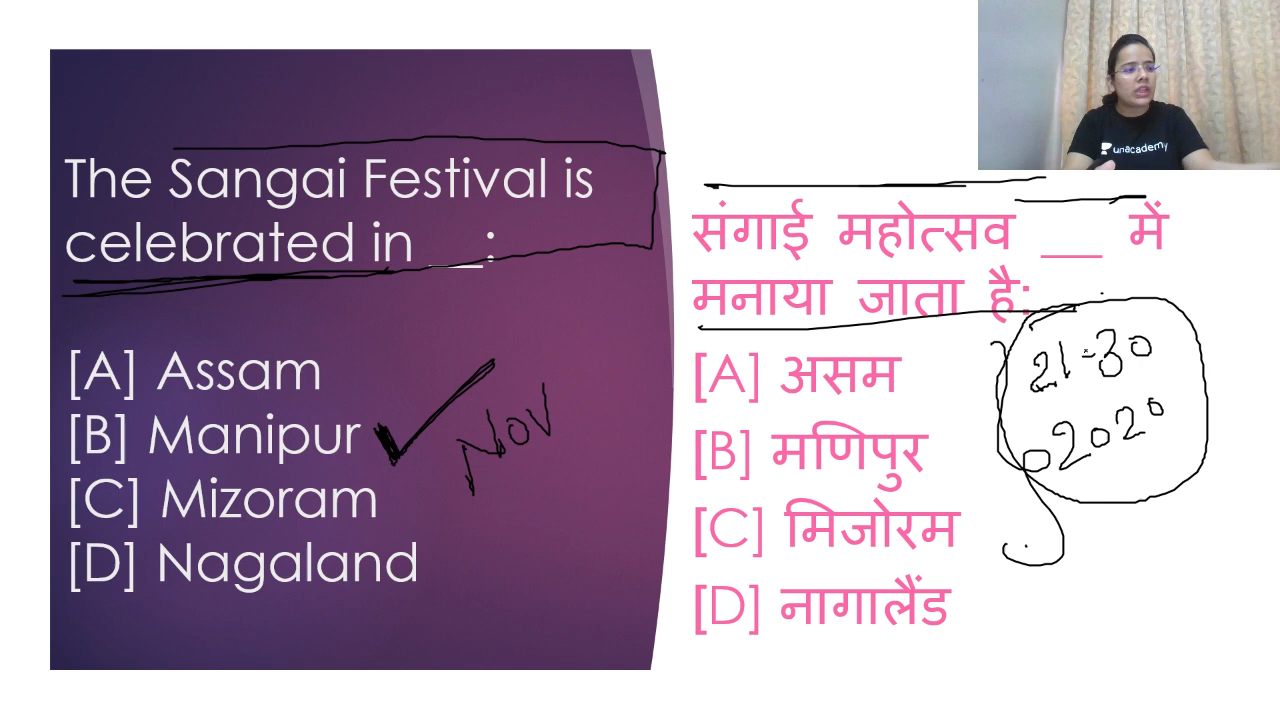 The Sangai Festival is
celebrated in __:
[A] Assam
[B] Manipur
[C] Mizoram
[D] Nagaland
Nov
संगाई महोत्सव __ में
मनाया जाता है:
[A] असम
[B] मणिपुर
[C] मिजोरम
[D] नागालैंड
21-30
2020
unacademy